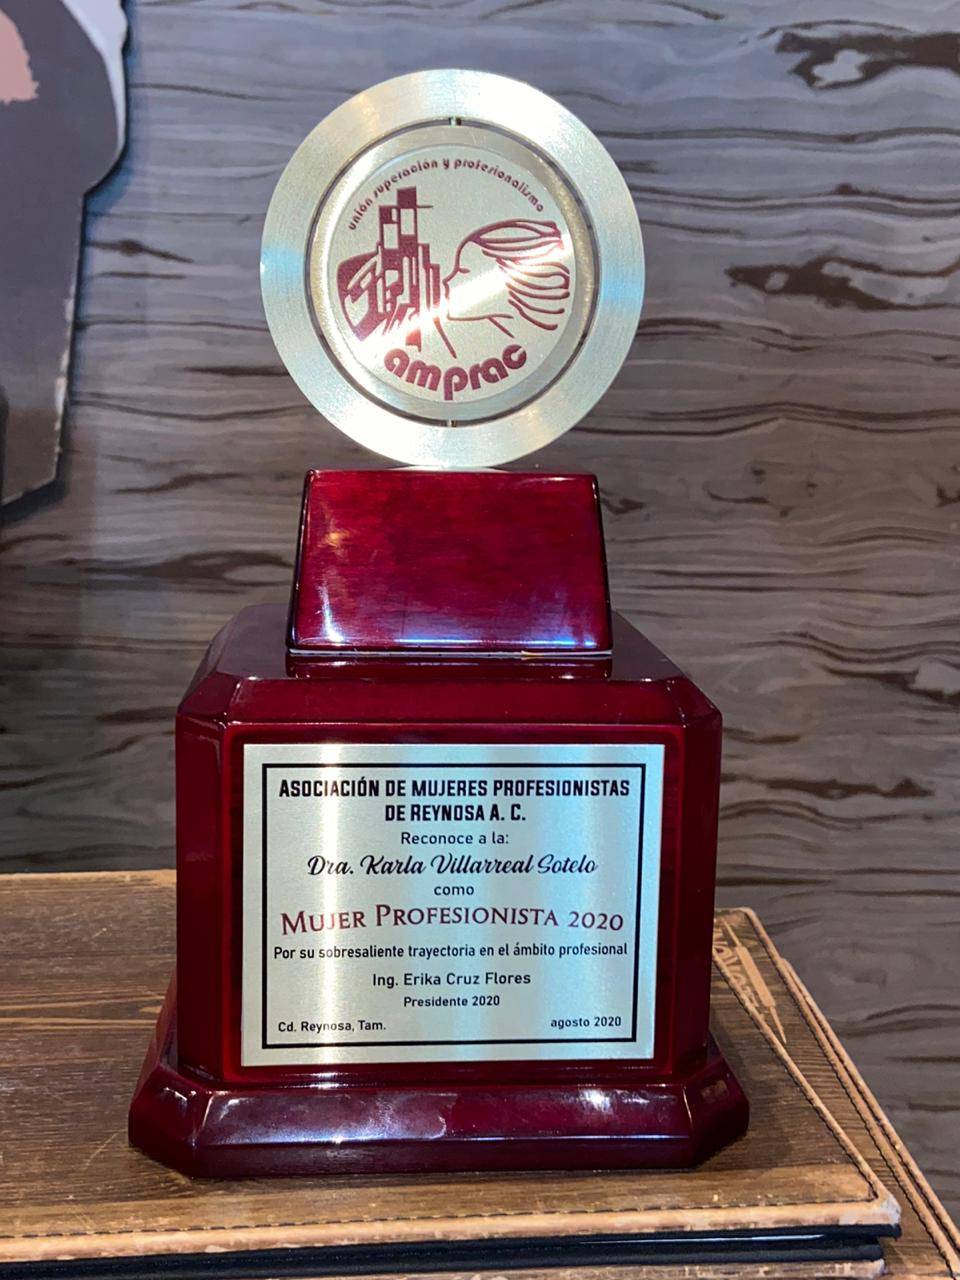 unión superación y profesionalismo
amprac
ASOCIACIÓN DE MUJERES PROFESIONISTAS
DE REYNOSA A. C.
Reconoce a la:
Dra. Karla Villarreal Sotelo
como
MUJER PROFESIONISTA 2020
Por su sobresaliente trayectoria en el ámbito profesional
Ing. Erika Cruz Flores
Presidente 2020
Cd. Reynosa, Tam.
agosto 2020